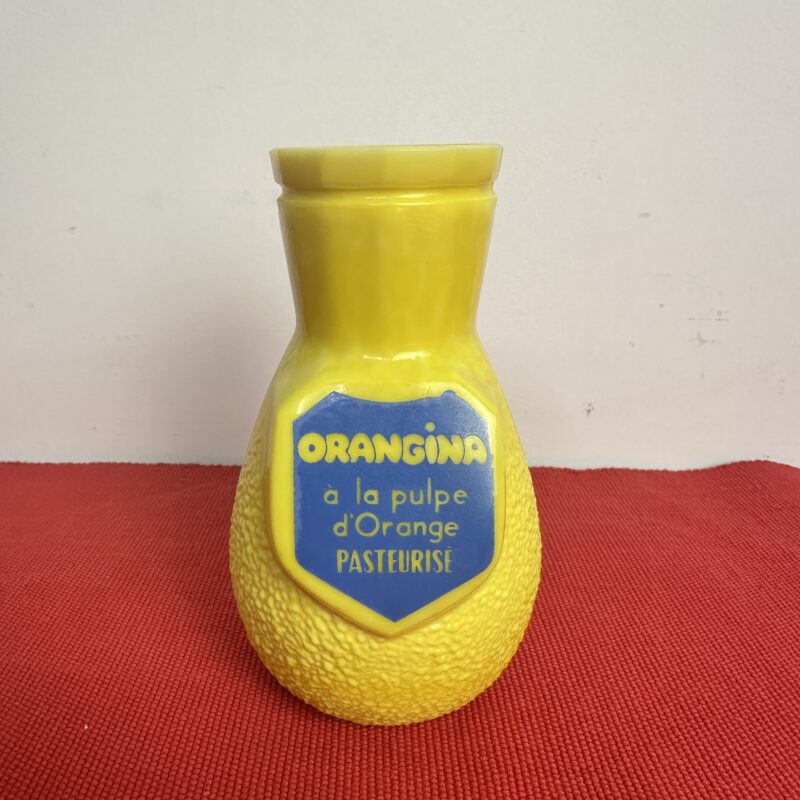 ORANGINA
à la pulpe
d'Orange
PASTEURISÉ